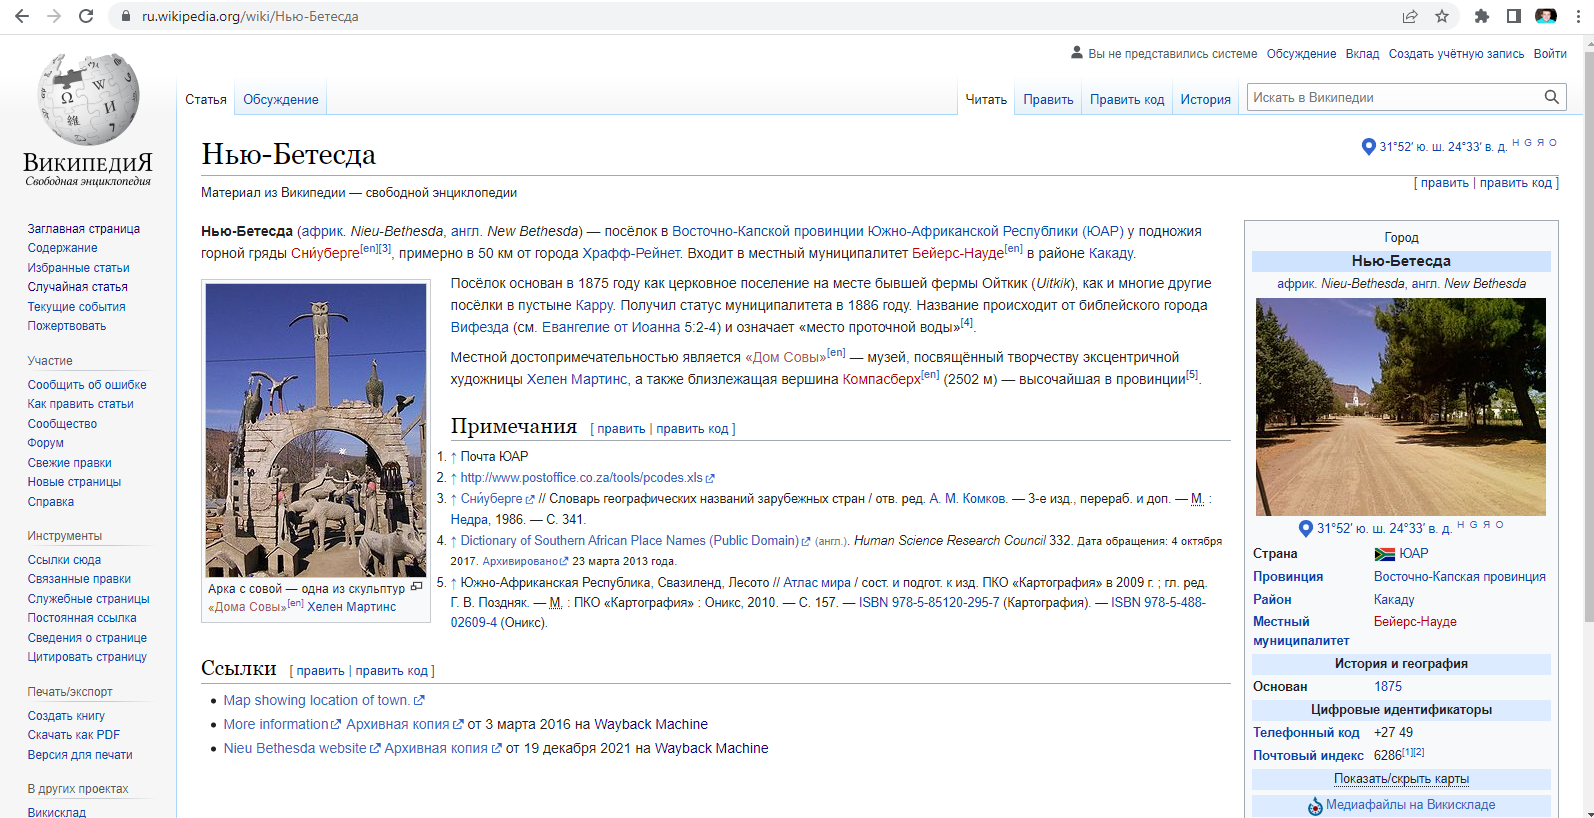 ru.wikipedia.org/wiki/Нью-Бетесда
Вы не представились системе Обсуждение Вклад Создать учётную запись Войти
Статья Обсуждение Читать Править Править код История Искать в Википедии
ВикипедиЯ
Свободная энциклопедия
Заглавная страница
Содержание
Избранные статьи
Случайная статья
Текущие события
Пожертвовать
Участие
Сообщить об ошибке
Как править статьи
Сообщество
Форум
Свежие правки
Новые страницы
Справка
Инструменты
Ссылки сюда
Связанные правки
Служебные страницы
Постоянная ссылка
Сведения о странице
Цитировать страницу
Печать/экспорт
Создать книгу
Скачать как PDF
Версия для печати
В других проектах
Викисклад
Нью-Бетесда
31°52′ ю. ш. 24°33′ в. д. H G Я O
Материал из Википедии — свободной энциклопедии
[ править | править код ]
Нью-Бетесда (африк. Nieu-Bethesda, англ. New Bethesda) — посёлок в Восточно-Капской провинции Южно-Африканской Республики (ЮАР) у подножия
горной гряды Сни́уберге[en][3], примерно в 50 км от города Храфф-Рейнет. Входит в местный муниципалитет Бейерс-Науде[en] в районе Какаду.
Посёлок основан в 1875 году как церковное поселение на месте бывшей фермы Ойткик (Uitkik), как и многие другие
посёлки в пустыне Карру. Получил статус муниципалитета в 1886 году. Название происходит от библейского города
Вифезда (см. Евангелие от Иоанна 5:2-4) и означает «место проточной воды»[4].
Местной достопримечательностью является «Дом Совы»[en] — музей, посвящённый творчеству эксцентричной
художницы Хелен Мартинс, а также близлежащая вершина Компасберх[en] (2502 м) — высочайшая в провинции[5].
Арка с совой — одна из скульптур
«Дома Совы»[en] Хелен Мартинс
Примечания [ править | править код ]
1. ↑ Почта ЮАР
2. ↑ http://www.postoffice.co.za/tools/pcodes.xls
3. ↑ Сни́уберге // Словарь географических названий зарубежных стран / отв. ред. А. М. Комков. — 3-е изд., перераб. и доп. — М. :
Недра, 1986. — С. 341.
4. ↑ Dictionary of Southern African Place Names (Public Domain) (англ.). Human Science Research Council 332. Дата обращения: 4 октября
2017. Архивировано 23 марта 2013 года.
5. ↑ Южно-Африканская Республика, Свазиленд, Лесото // Атлас мира / сост. и подгот. к изд. ПКО «Картография» в 2009 г. ; гл. ред.
Г. В. Поздняк. — М. : ПКО «Картография» : Оникс, 2010. — С. 157. — ISBN 978-5-85120-295-7 (Картография). — ISBN 978-5-488-
02609-4 (Оникс).
Ссылки [ править | править код ]
• Map showing location of town.
• More information Архивная копия от 3 марта 2016 на Wayback Machine
• Nieu Bethesda website Архивная копия от 19 декабря 2021 на Wayback Machine
Город
Нью-Бетесда
африк. Nieu-Bethesda, англ. New Bethesda
31°52′ ю. ш. 24°33′ в. д. H G Я O
Страна ЮАР
Провинция Восточно-Капская провинция
Район Какаду
Местный Бейерс-Науде
муниципалитет
История и география
Основан 1875
Цифровые идентификаторы
Телефонный код +27 49
Почтовый индекс 6286[1][2]
Показать/скрыть карты
Медиафайлы на Викискладе